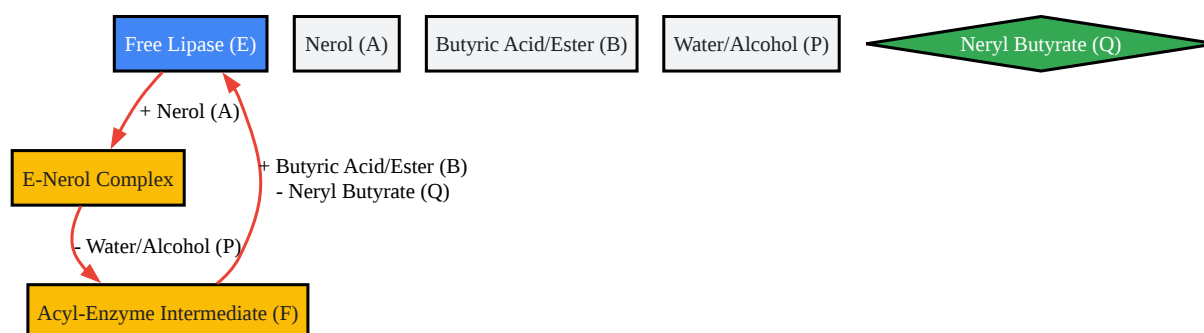 Free Lipase (E)
Nerol (A)
Butyric Acid/Ester (B)
Water/Alcohol (P)
Neryl Butyrate (Q)
+ Nerol (A)
E-Nerol Complex
+ Butyric Acid/Ester (B)
- Neryl Butyrate (Q)
- Water/Alcohol (P)
Acyl-Enzyme Intermediate (F)